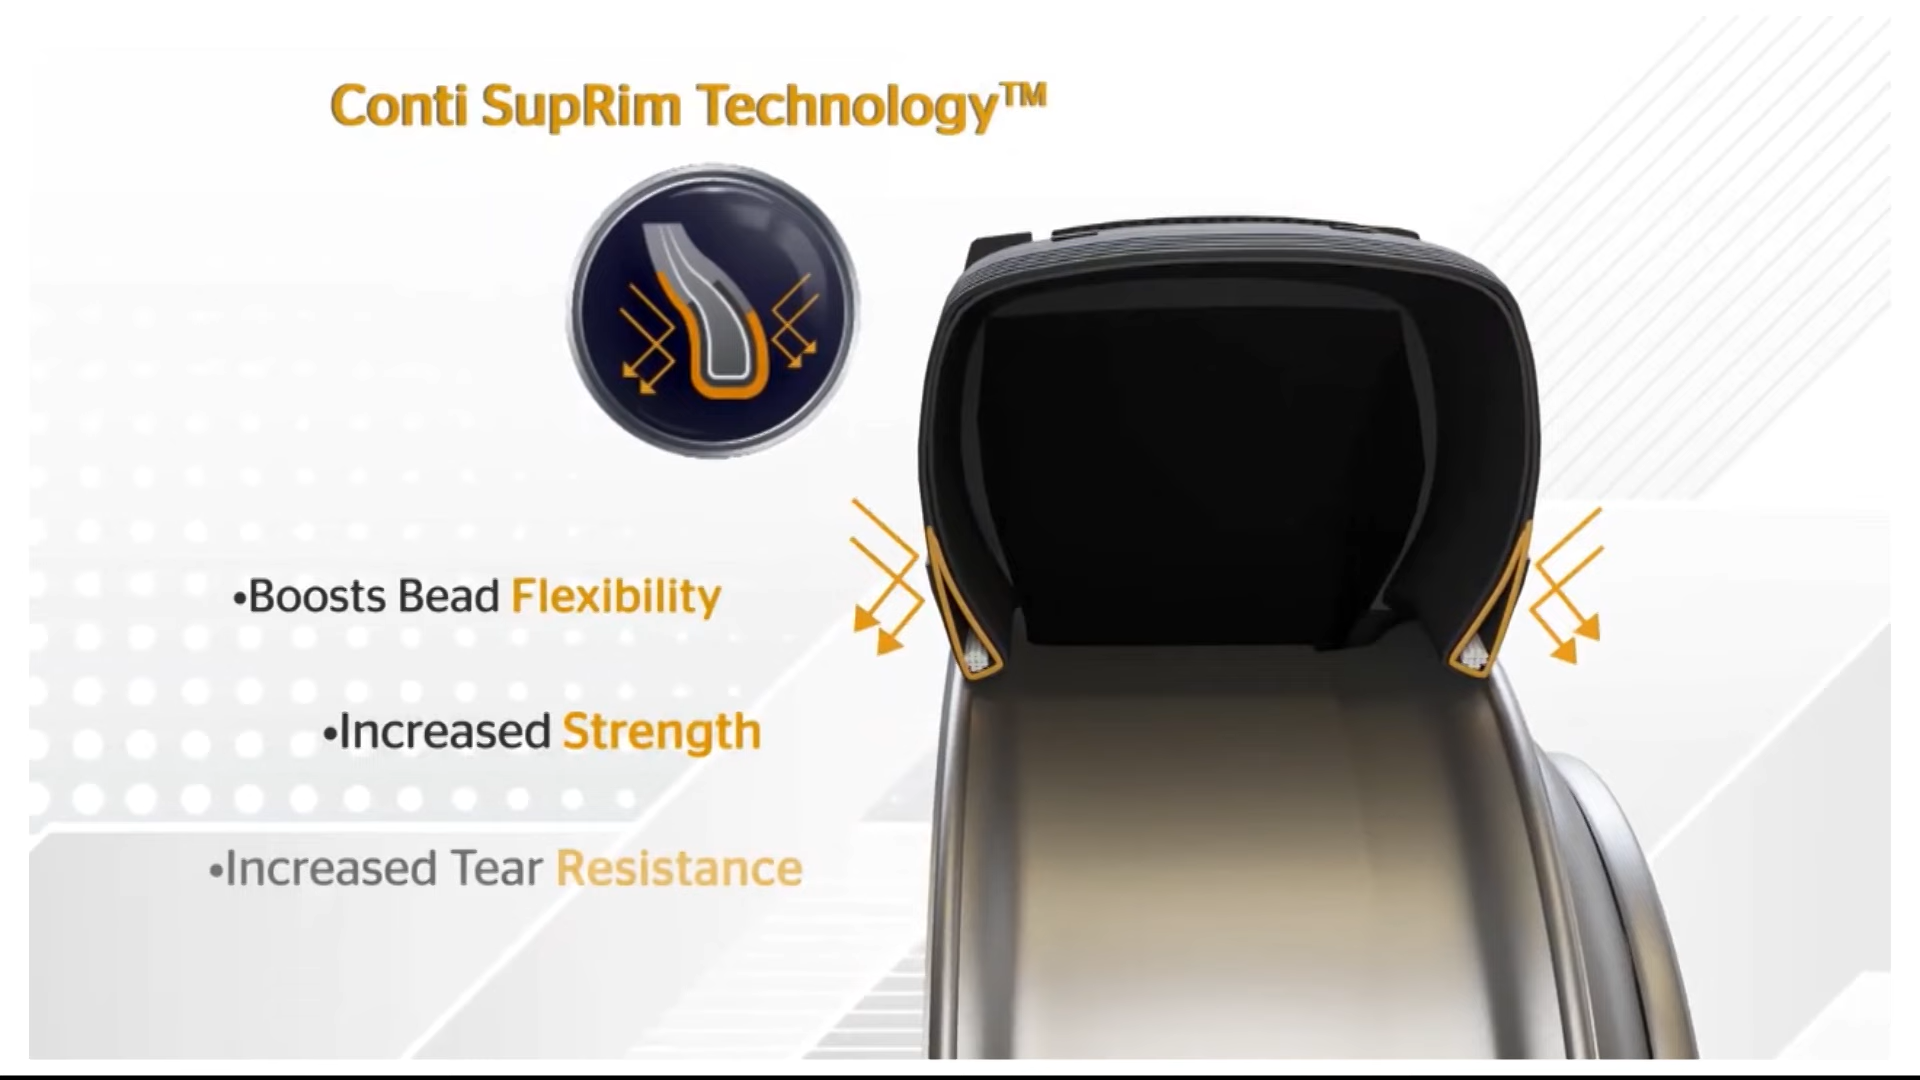 Conti SupRim Technology™
•Boosts Bead Flexibility
•Increased Strength
•Increased Tear Resistance